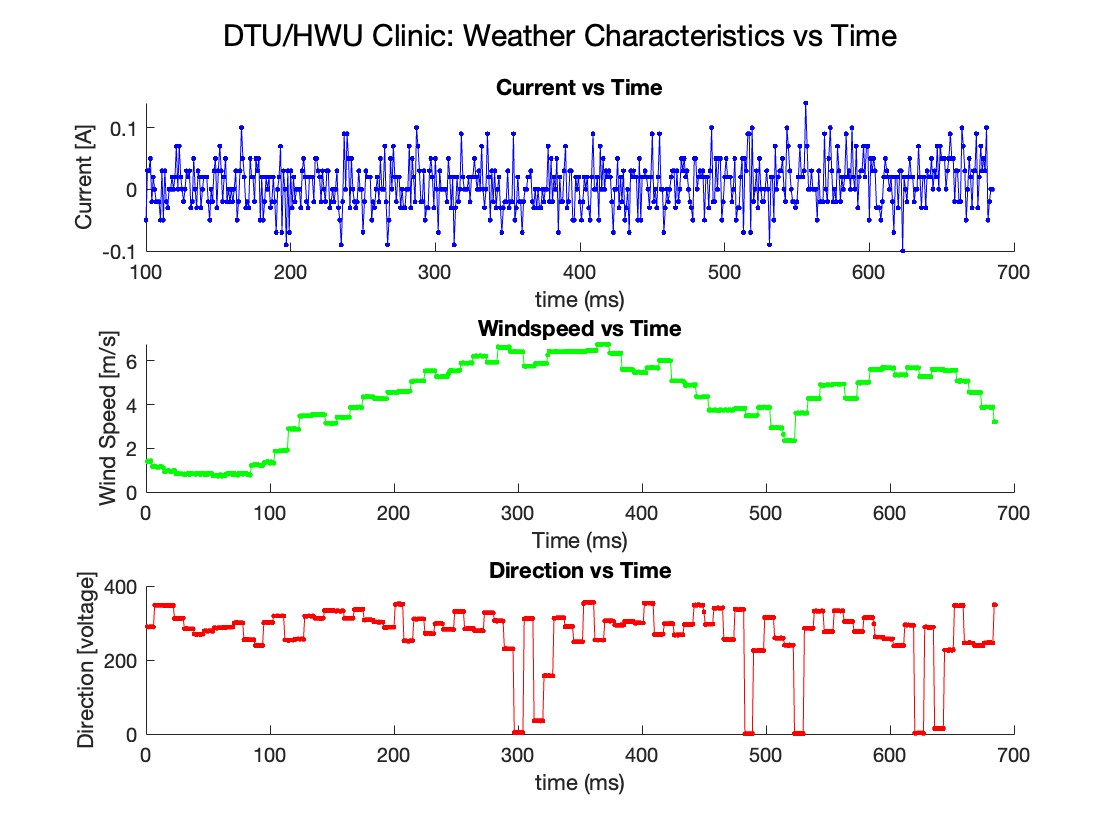 DTU/HWU Clinic: Weather Characteristics vs Time
Current vs Time
Current [A]
0.1
0
-0.1
100 200 300 400 500 600 700
time (ms)
Windspeed vs Time
Wind Speed [m/s]
6
4
2
0
0 100 200 300 400 500 600 700
Time (ms)
Direction vs Time
Direction [voltage]
400
200
0
0 100 200 300 400 500 600 700
time (ms)